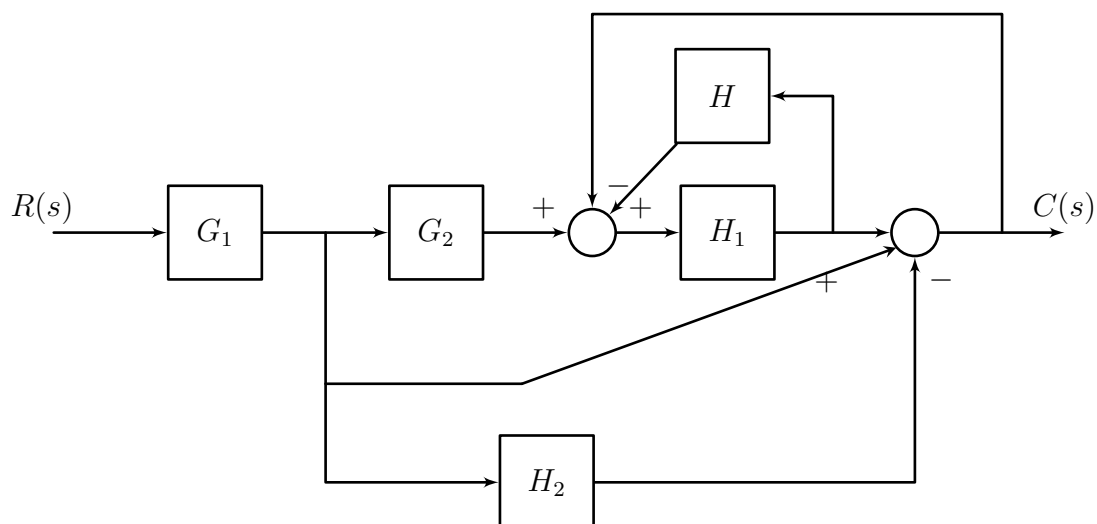 H
R(s)
G₁
G₂
+
−
+
H₁
C(s)
+
−
H₂